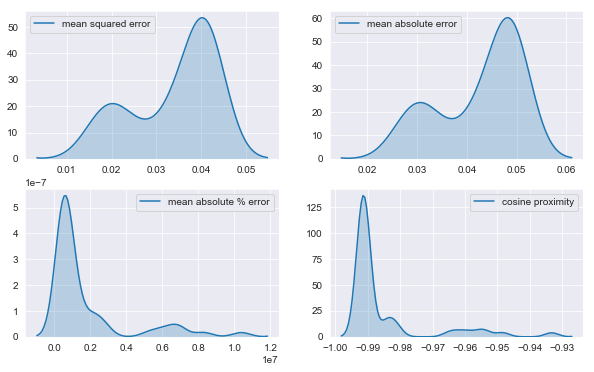 mean squared error
50
40
30
20
10
0
0.01 0.02 0.03 0.04 0.05
mean absolute error
60
50
40
30
20
10
0
0.02 0.03 0.04 0.05 0.06
1e−7
mean absolute % error
5
4
3
2
1
0
0.0 0.2 0.4 0.6 0.8 1.0 1.2
1e7
cosine proximity
125
100
75
50
25
0
−1.00 −0.99 −0.98 −0.97 −0.96 −0.95 −0.94 −0.93